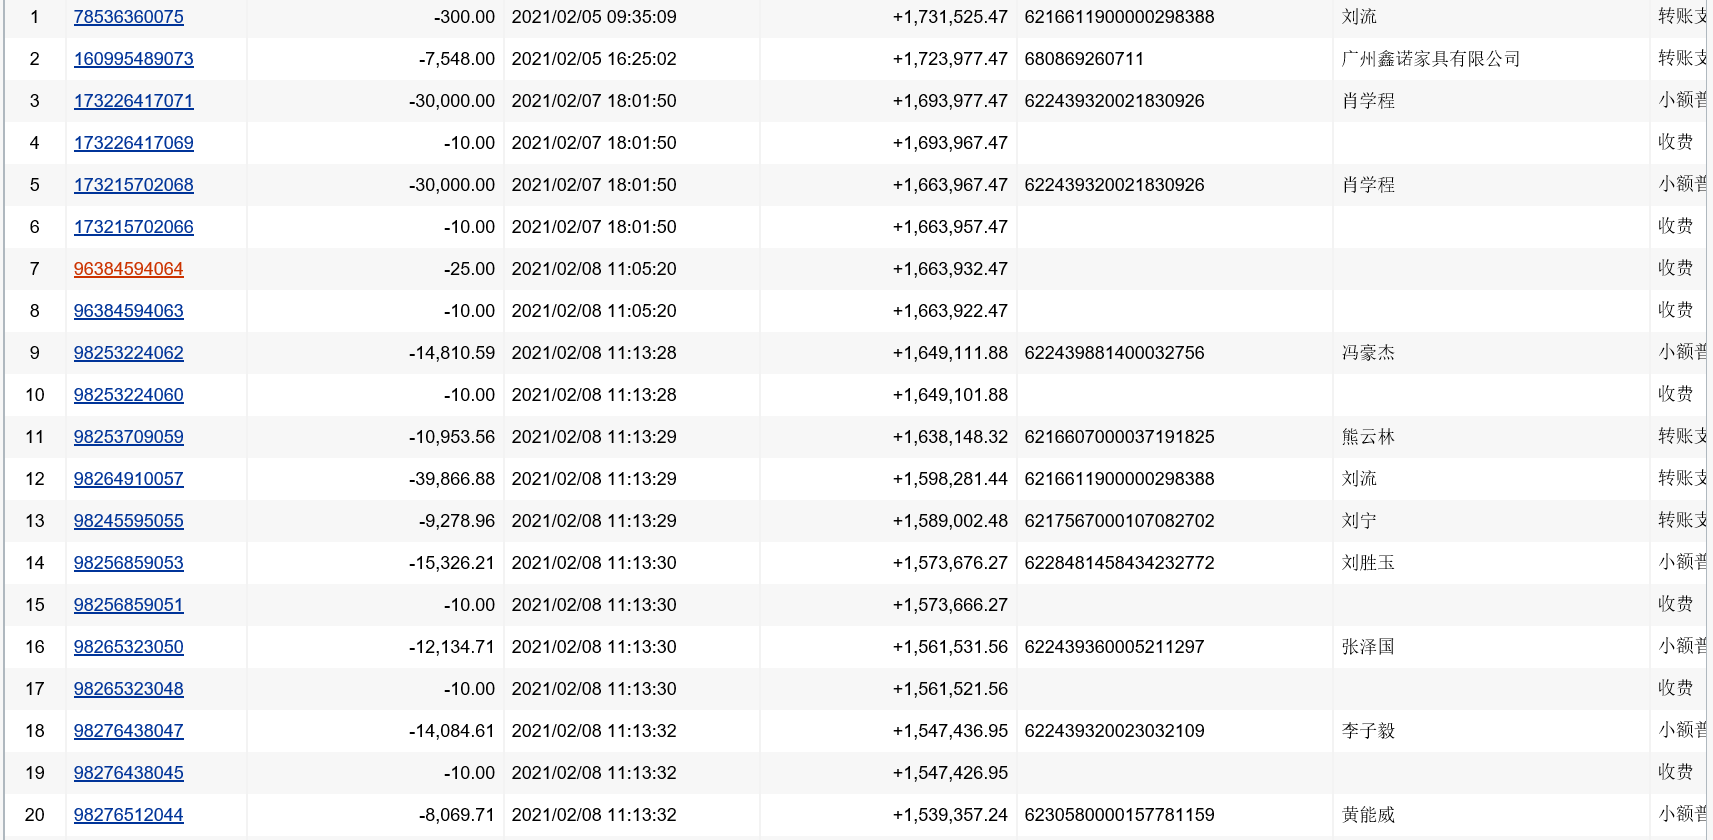 1 78536360075 -300.00 2021/02/05 09:35:09 +1,731,525.47 6216611900000298388 刘流 转账支
2 160995489073 -7,548.00 2021/02/05 16:25:02 +1,723,977.47 680869260711 广州鑫诺家具有限公司 转账支
3 173226417071 -30,000.00 2021/02/07 18:01:50 +1,693,977.47 622439320021830926 肖学程 小额普
4 173226417069 -10.00 2021/02/07 18:01:50 +1,693,967.47 收费
5 173215702068 -30,000.00 2021/02/07 18:01:50 +1,663,967.47 622439320021830926 肖学程 小额普
6 173215702066 -10.00 2021/02/07 18:01:50 +1,663,957.47 收费
7 96384594064 -25.00 2021/02/08 11:05:20 +1,663,932.47 收费
8 96384594063 -10.00 2021/02/08 11:05:20 +1,663,922.47 收费
9 98253224062 -14,810.59 2021/02/08 11:13:28 +1,649,111.88 622439881400032756 冯豪杰 小额普
10 98253224060 -10.00 2021/02/08 11:13:28 +1,649,101.88 收费
11 98253709059 -10,953.56 2021/02/08 11:13:29 +1,638,148.32 6216607000037191825 熊云林 转账支
12 98264910057 -39,866.88 2021/02/08 11:13:29 +1,598,281.44 6216611900000298388 刘流 转账支
13 98245595055 -9,278.96 2021/02/08 11:13:29 +1,589,002.48 6217567000107082702 刘宁 转账支
14 98256859053 -15,326.21 2021/02/08 11:13:30 +1,573,676.27 6228481458434232772 刘胜玉 小额普
15 98256859051 -10.00 2021/02/08 11:13:30 +1,573,666.27 收费
16 98265323050 -12,134.71 2021/02/08 11:13:30 +1,561,531.56 622439360005211297 张泽国 小额普
17 98265323048 -10.00 2021/02/08 11:13:30 +1,561,521.56 收费
18 98276438047 -14,084.61 2021/02/08 11:13:32 +1,547,436.95 622439320023032109 李子毅 小额普
19 98276438045 -10.00 2021/02/08 11:13:32 +1,547,426.95 收费
20 98276512044 -8,069.71 2021/02/08 11:13:32 +1,539,357.24 6230580000157781159 黄能威 小额普